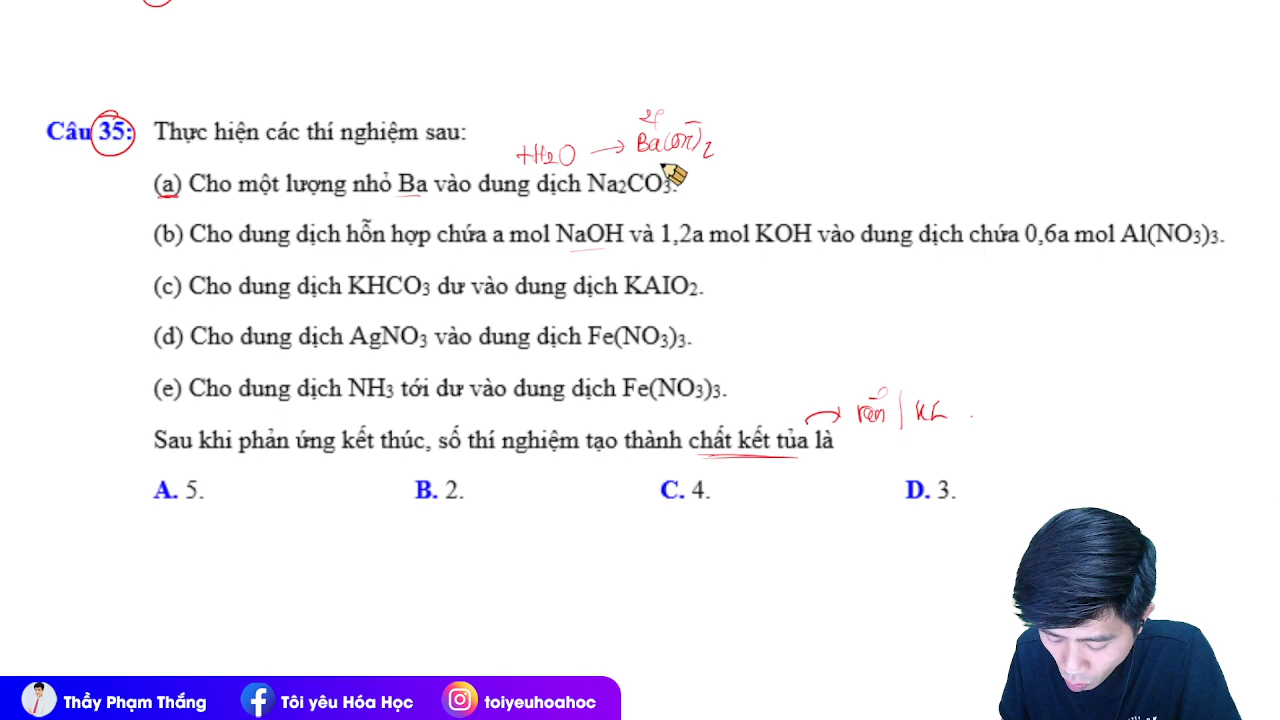 Câu 35: Thực hiện các thí nghiệm sau:
+H2O → Ba(OH)2
(a) Cho một lượng nhỏ Ba vào dung dịch Na2CO3.
(b) Cho dung dịch hỗn hợp chứa a mol NaOH và 1,2a mol KOH vào dung dịch chứa 0,6a mol Al(NO3)3.
(c) Cho dung dịch KHCO3 dư vào dung dịch KAlO2.
(d) Cho dung dịch AgNO3 vào dung dịch Fe(NO3)3.
(e) Cho dung dịch NH3 tới dư vào dung dịch Fe(NO3)3.
Sau khi phản ứng kết thúc, số thí nghiệm tạo thành chất kết tủa là
A. 5. B. 2. C. 4. D. 3.
Thầy Phạm Thắng Tôi yêu Hóa Học toiyeuhoahoc